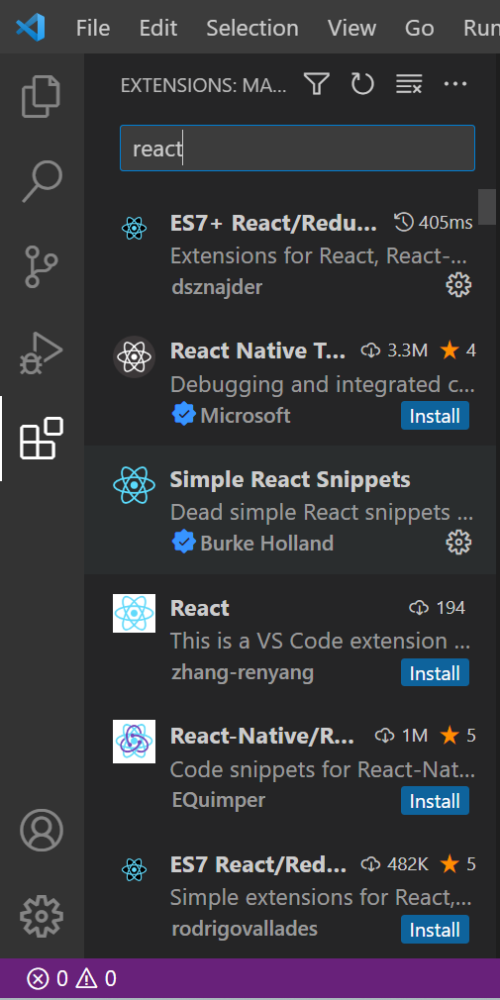 File Edit Selection View Go Run
EXTENSIONS: MA...
react
ES7+ React/Redu... 405ms
Extensions for React, React-...
dsznajder
React Native T... 3.3M 4
Debugging and integrated c...
Microsoft Install
Simple React Snippets
Dead simple React snippets ...
Burke Holland
React 194
This is a VS Code extension ...
zhang-renyang Install
React-Native/R... 1M 5
Code snippets for React-Nat...
EQuimper Install
ES7 React/Red... 482K 5
Simple extensions for React,...
rodrigovallades Install
0 0